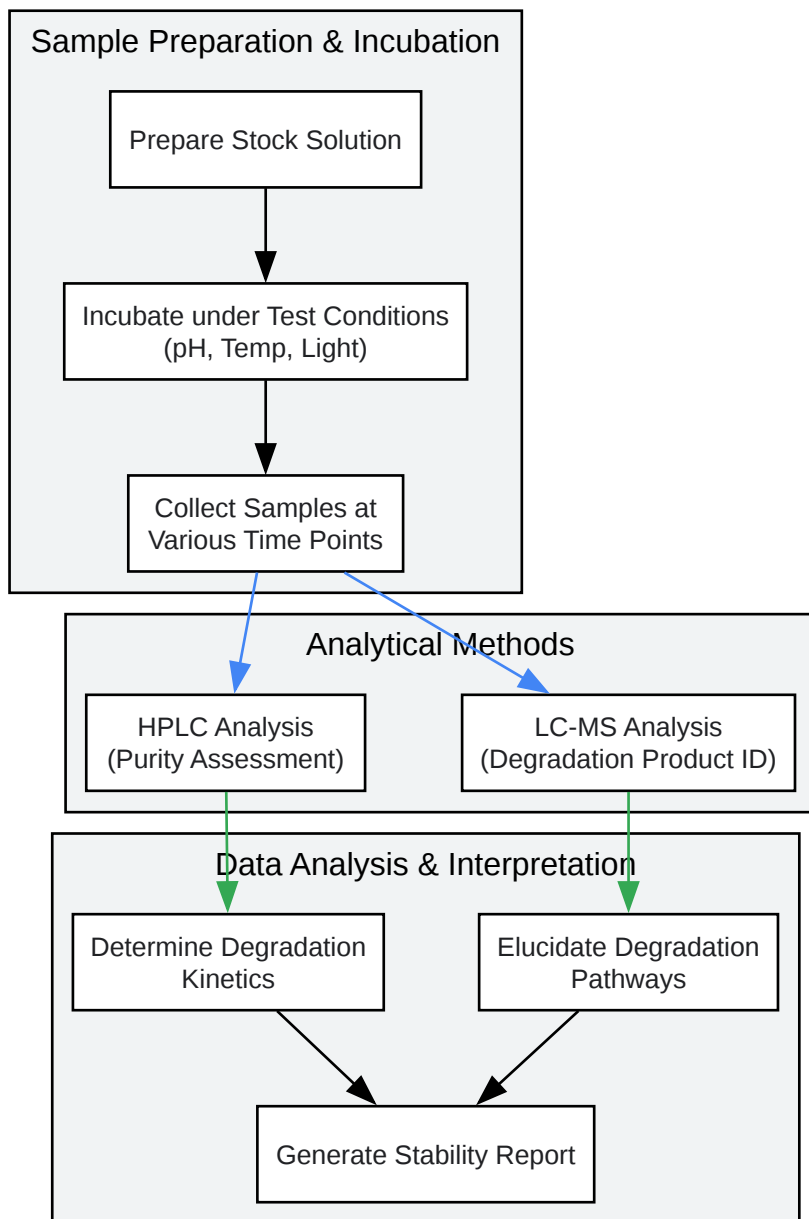 Sample Preparation & Incubation
Prepare Stock Solution
Incubate under Test Conditions
(pH, Temp, Light)
Collect Samples at
Various Time Points
Analytical Methods
HPLC Analysis
(Purity Assessment)
LC-MS Analysis
(Degradation Product ID)
Data Analysis & Interpretation
Determine Degradation
Kinetics
Elucidate Degradation
Pathways
Generate Stability Report